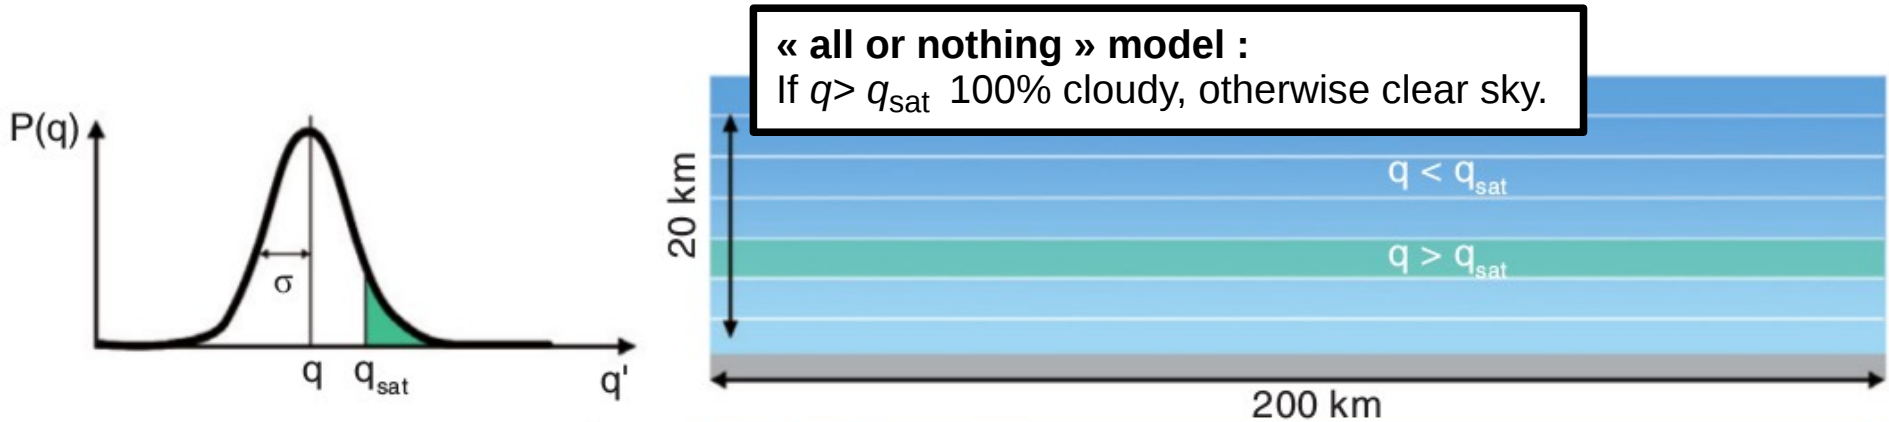 « all or nothing » model :
If q> qsat 100% cloudy, otherwise clear sky.
P(q)
σ
q
qsat
q'
20 km
q < qsat
q > qsat
200 km